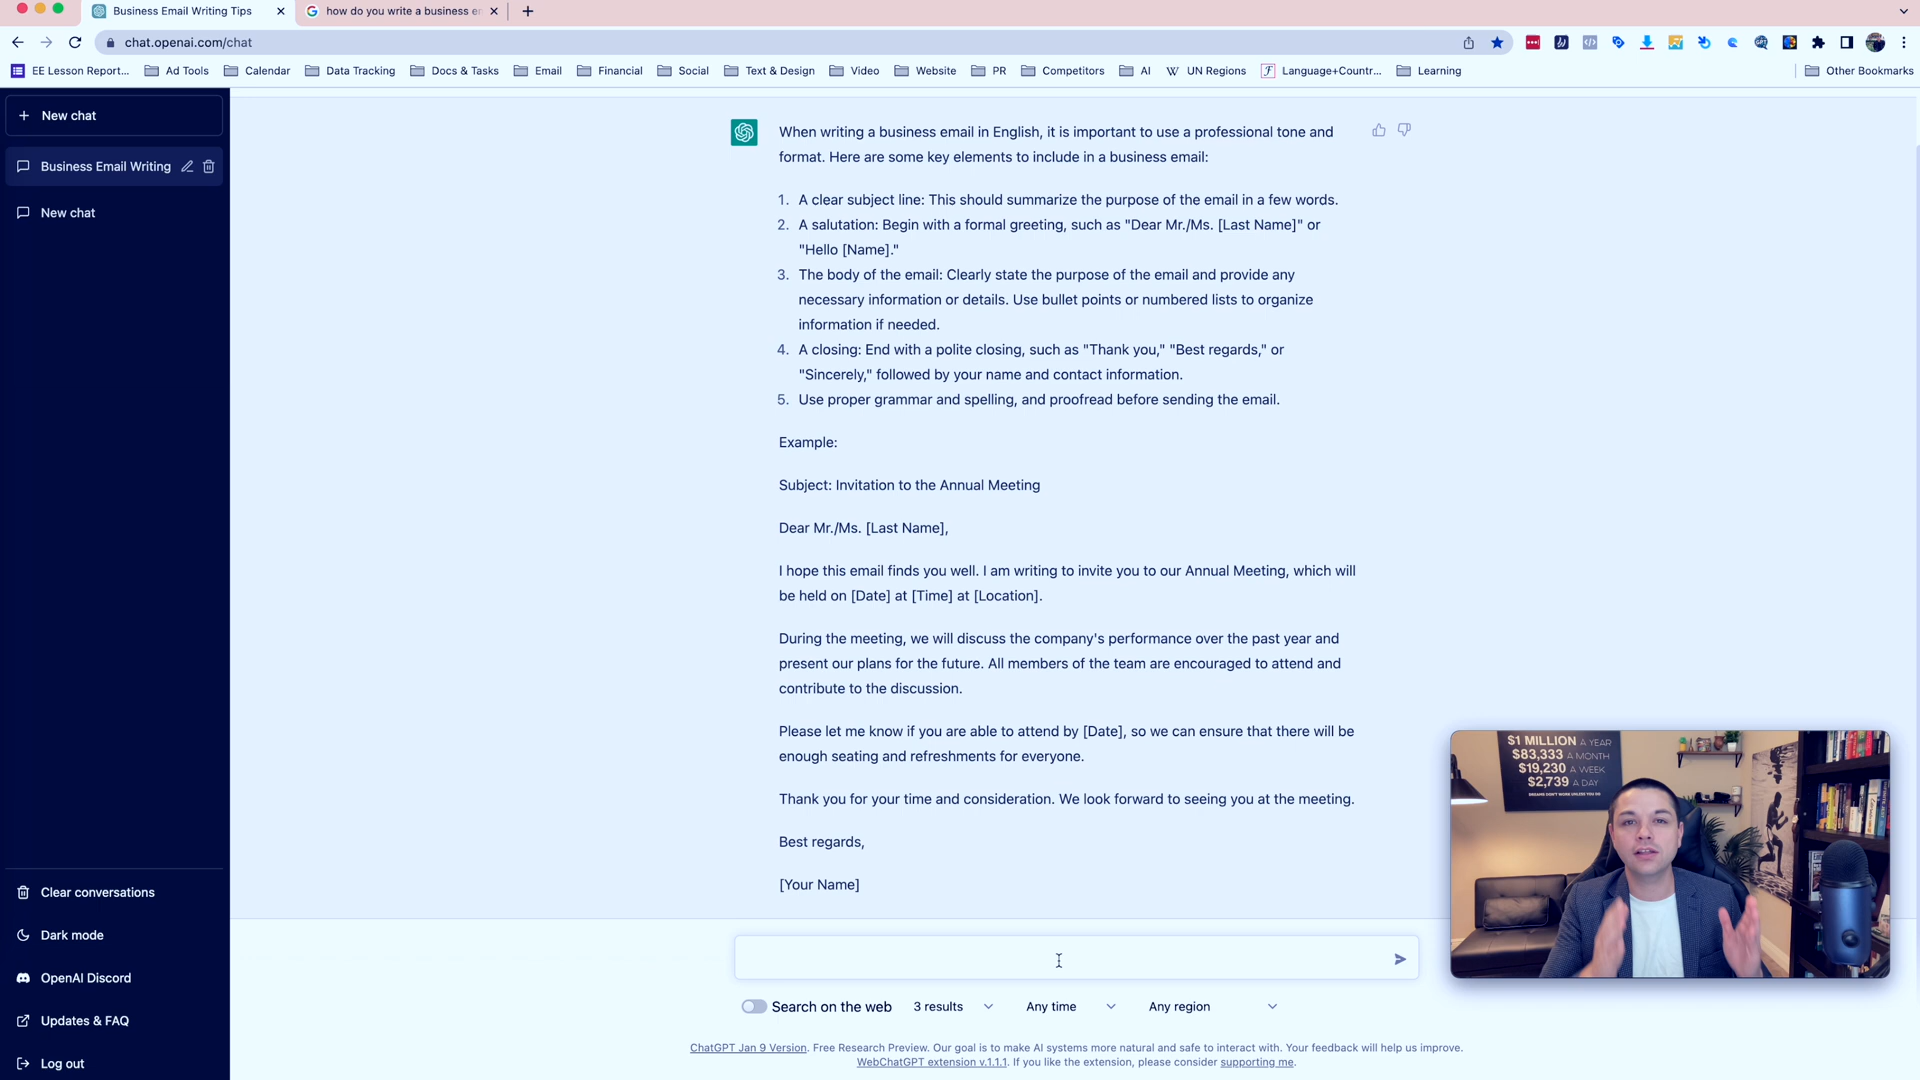 Business Email Writing Tips
how do you write a business em
chat.openai.com/chat
EE Lesson Report...
Ad Tools
Calendar
Data Tracking
Docs & Tasks
Email
Financial
Social
Text & Design
Video
Website
PR
Competitors
AI
UN Regions
Language+Countr...
Learning
Other Bookmarks
New chat
Business Email Writing
New chat
When writing a business email in English, it is important to use a professional tone and
format. Here are some key elements to include in a business email:
1. A clear subject line: This should summarize the purpose of the email in a few words.
2. A salutation: Begin with a formal greeting, such as "Dear Mr./Ms. [Last Name]" or
"Hello [Name]."
3. The body of the email: Clearly state the purpose of the email and provide any
necessary information or details. Use bullet points or numbered lists to organize
information if needed.
4. A closing: End with a polite closing, such as "Thank you," "Best regards," or
"Sincerely," followed by your name and contact information.
5. Use proper grammar and spelling, and proofread before sending the email.
Example:
Subject: Invitation to the Annual Meeting
Dear Mr./Ms. [Last Name],
I hope this email finds you well. I am writing to invite you to our Annual Meeting, which will
be held on [Date] at [Time] at [Location].
During the meeting, we will discuss the company's performance over the past year and
present our plans for the future. All members of the team are encouraged to attend and
contribute to the discussion.
Please let me know if you are able to attend by [Date], so we can ensure that there will be
enough seating and refreshments for everyone.
Thank you for your time and consideration. We look forward to seeing you at the meeting.
Best regards,
[Your Name]
$1 MILLION A YEAR
$83,333 A MONTH
$19,230 A WEEK
$2,739 A DAY
DREAMS DON'T WORK UNLESS YOU DO
Clear conversations
Dark mode
OpenAI Discord
Updates & FAQ
Log out
Search on the web
3 results
Any time
Any region
ChatGPT Jan 9 Version. Free Research Preview. Our goal is to make AI systems more natural and safe to interact with. Your feedback will help us improve.
WebChatGPT extension v.1.1.1. If you like the extension, please consider supporting me.